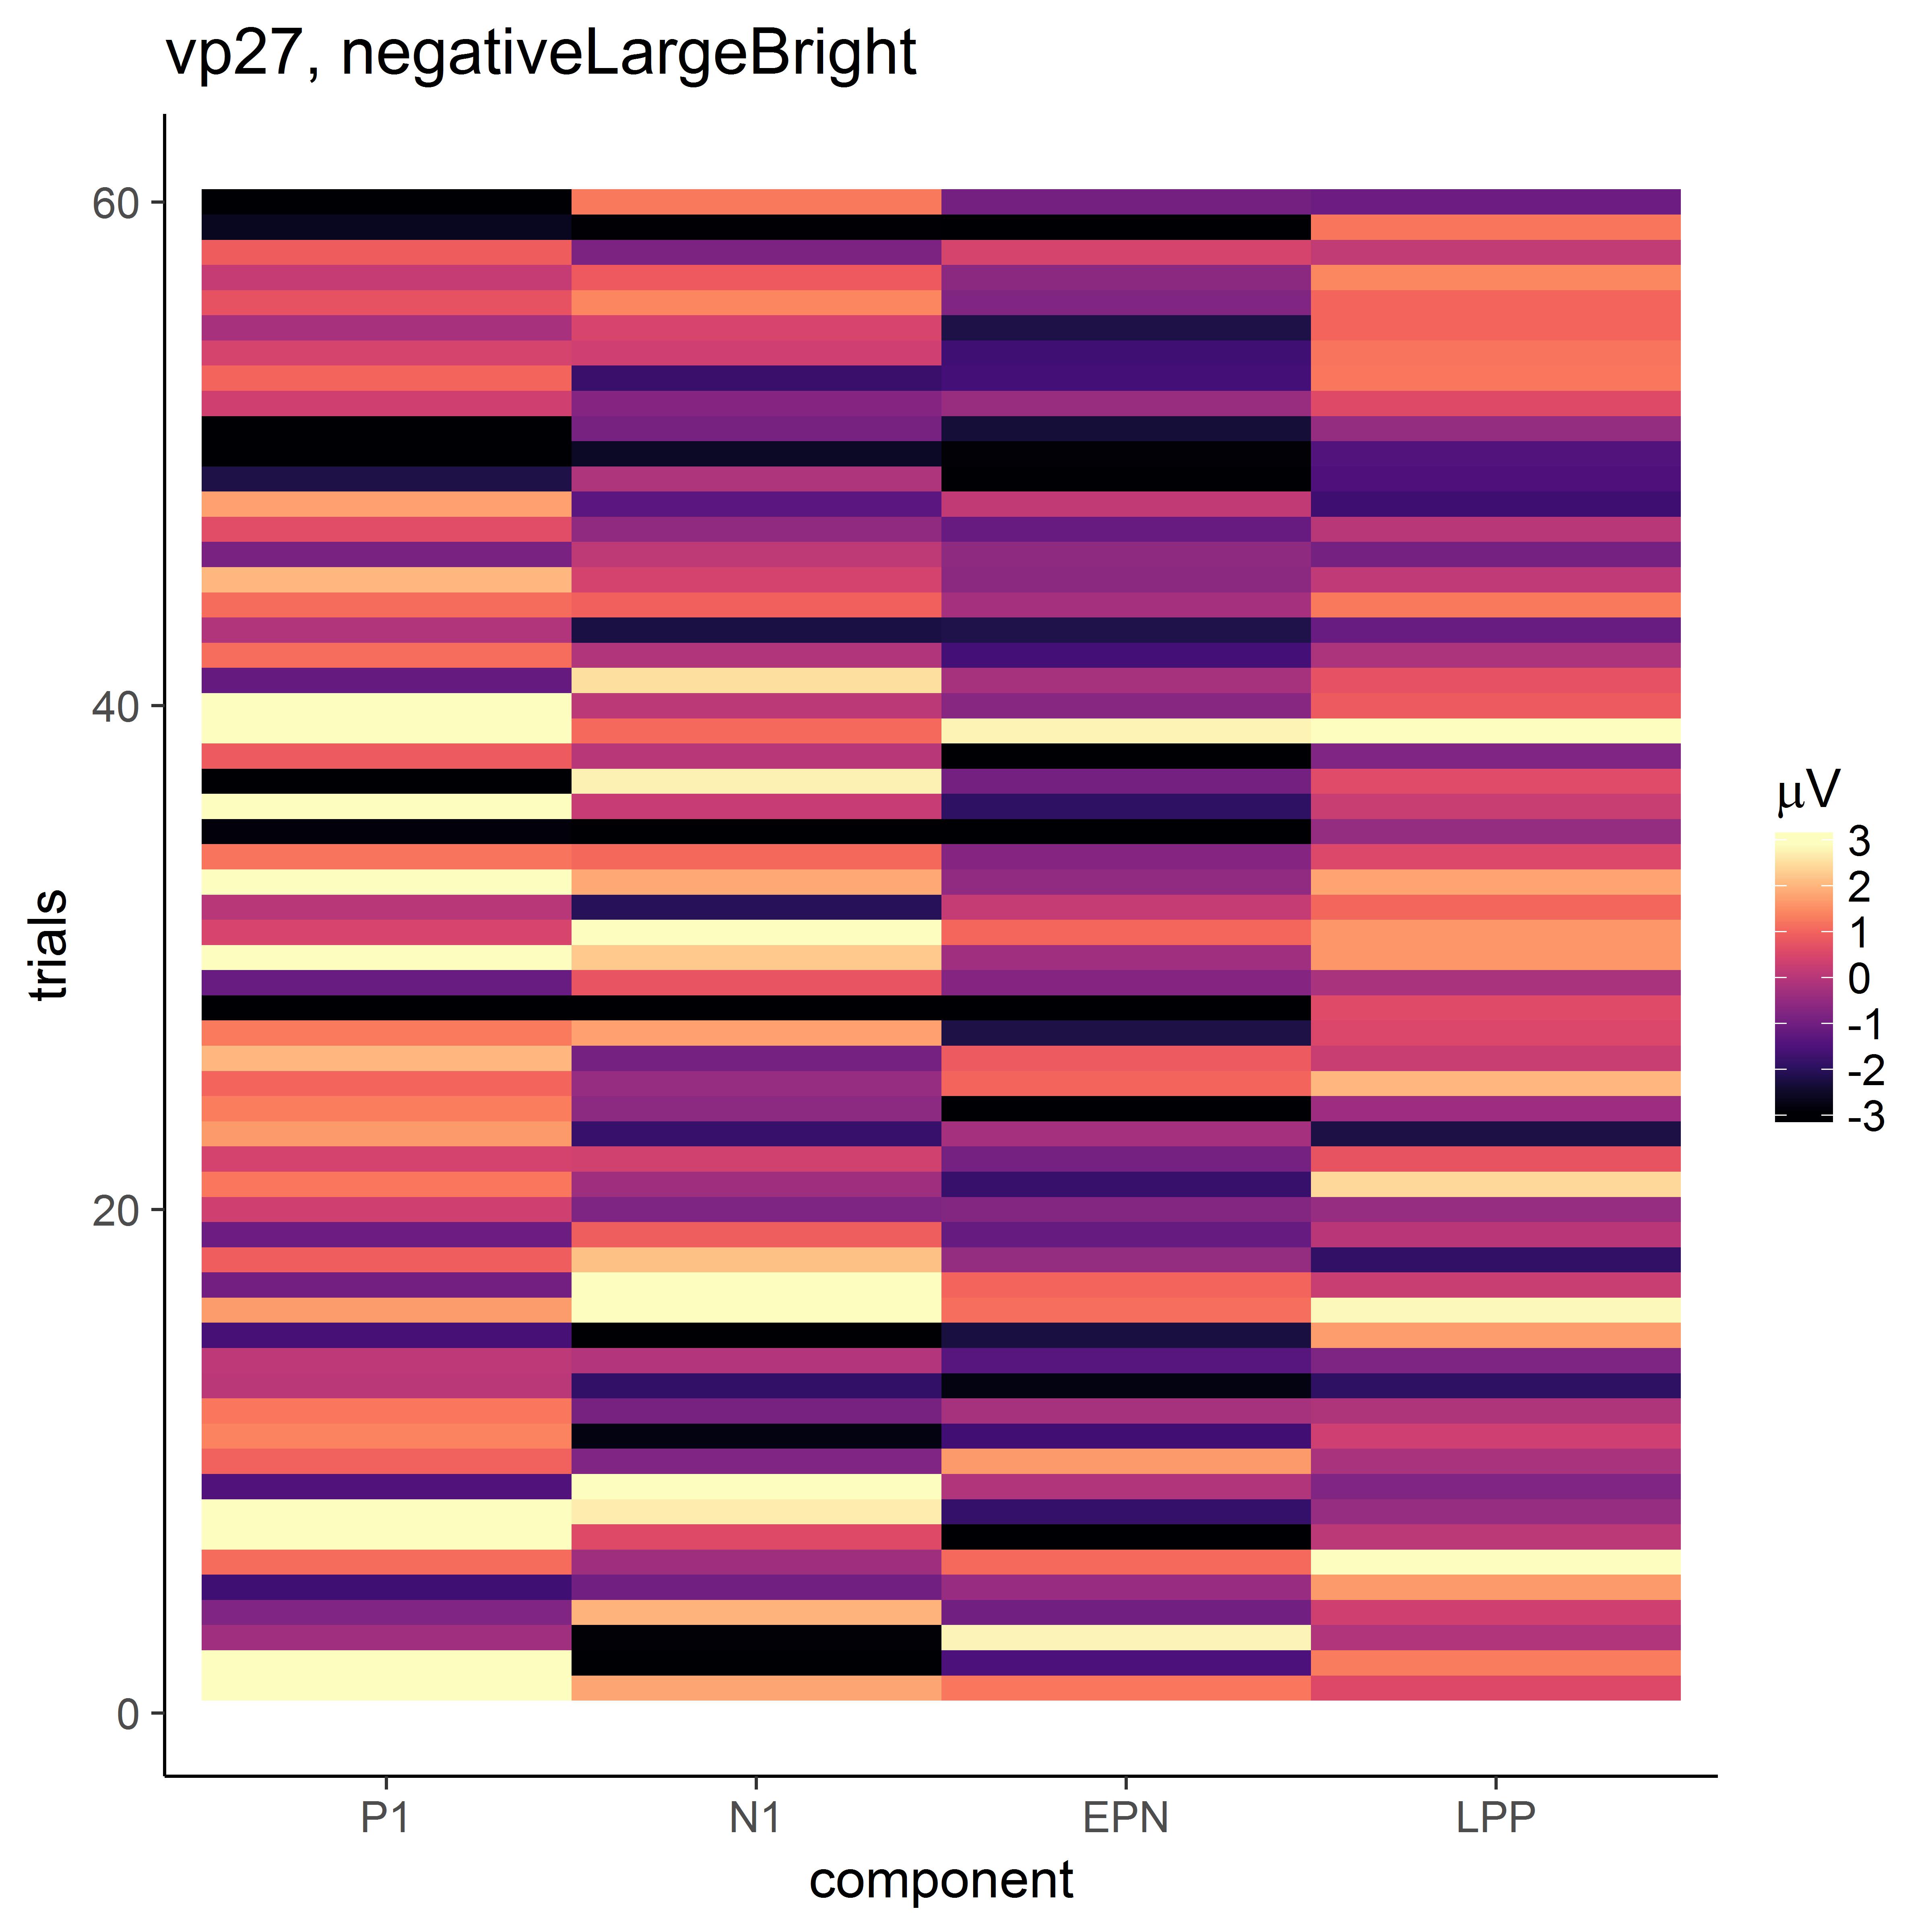 vp27, negativeLargeBright
60
40
20
0
trials
P1 N1 EPN LPP
component
μV
3
2
1
0
-1
-2
-3